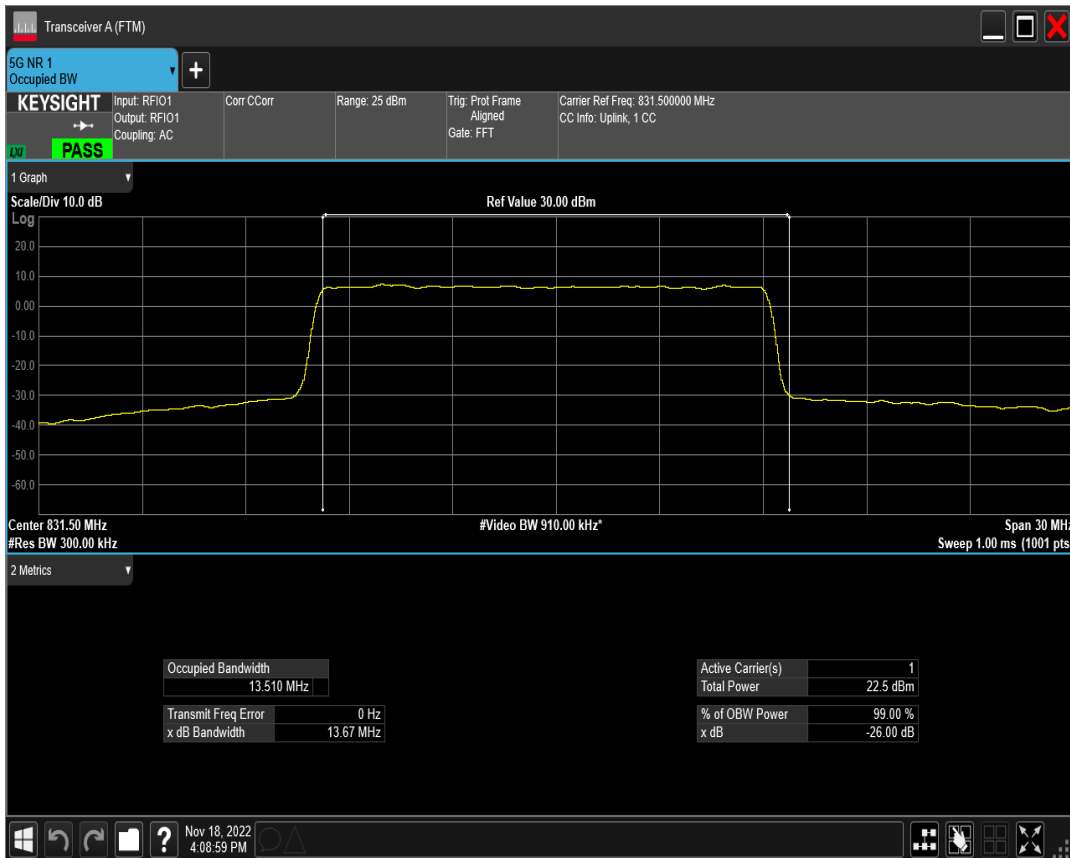 Transceiver A (FTM)
5G NR 1
Occupied BW
+
KEYSIGHT
LXI
PASS
Input: RFIO1
Output: RFIO1
Coupling: AC
Corr CCorr
Range: 25 dBm
Trig: Prot Frame
Aligned
Gate: FFT
Carrier Ref Freq: 831.500000 MHz
CC Info: Uplink, 1 CC
1 Graph
Scale/Div 10.0 dB
Ref Value 30.00 dBm
Log
20.0
10.0
0.00
-10.0
-20.0
-30.0
-40.0
-50.0
-60.0
Center 831.50 MHz
#Video BW 910.00 kHz*
Span 30 MHz
#Res BW 300.00 kHz
Sweep 1.00 ms (1001 pts
2 Metrics
Occupied Bandwidth
13.510 MHz
Transmit Freq Error 0 Hz
x dB Bandwidth 13.67 MHz
Active Carrier(s) 1
Total Power 22.5 dBm
% of OBW Power 99.00 %
x dB -26.00 dB
?
Nov 18, 2022
4:08:59 PM